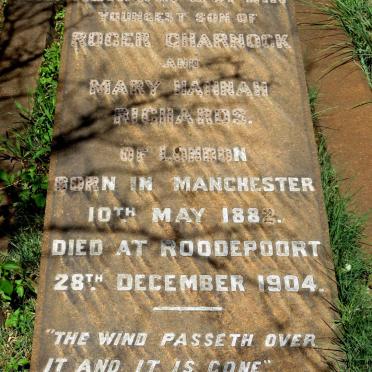 YOUNGEST SON OF
ROGER CHARNOCK
AND
MARY HANNAH
RICHARDS.
OF LONDON
BORN IN MANCHESTER
10TH MAY 1882.
DIED AT ROODEPOORT
28TH DECEMBER 1904.
"THE WIND PASSETH OVER
IT AND IT IS GONE"